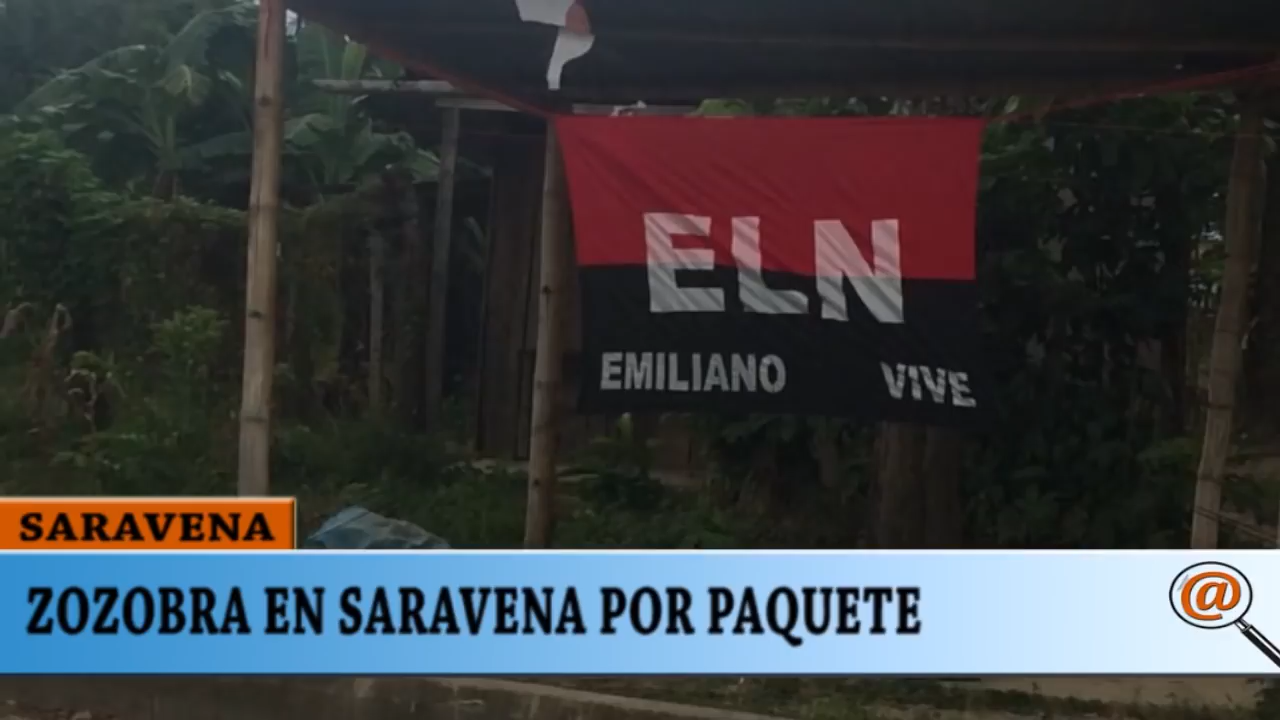 ELN
EMILIANO VIVE
SARAVENA
ZOZOBRA EN SARAVENA POR PAQUETE
@